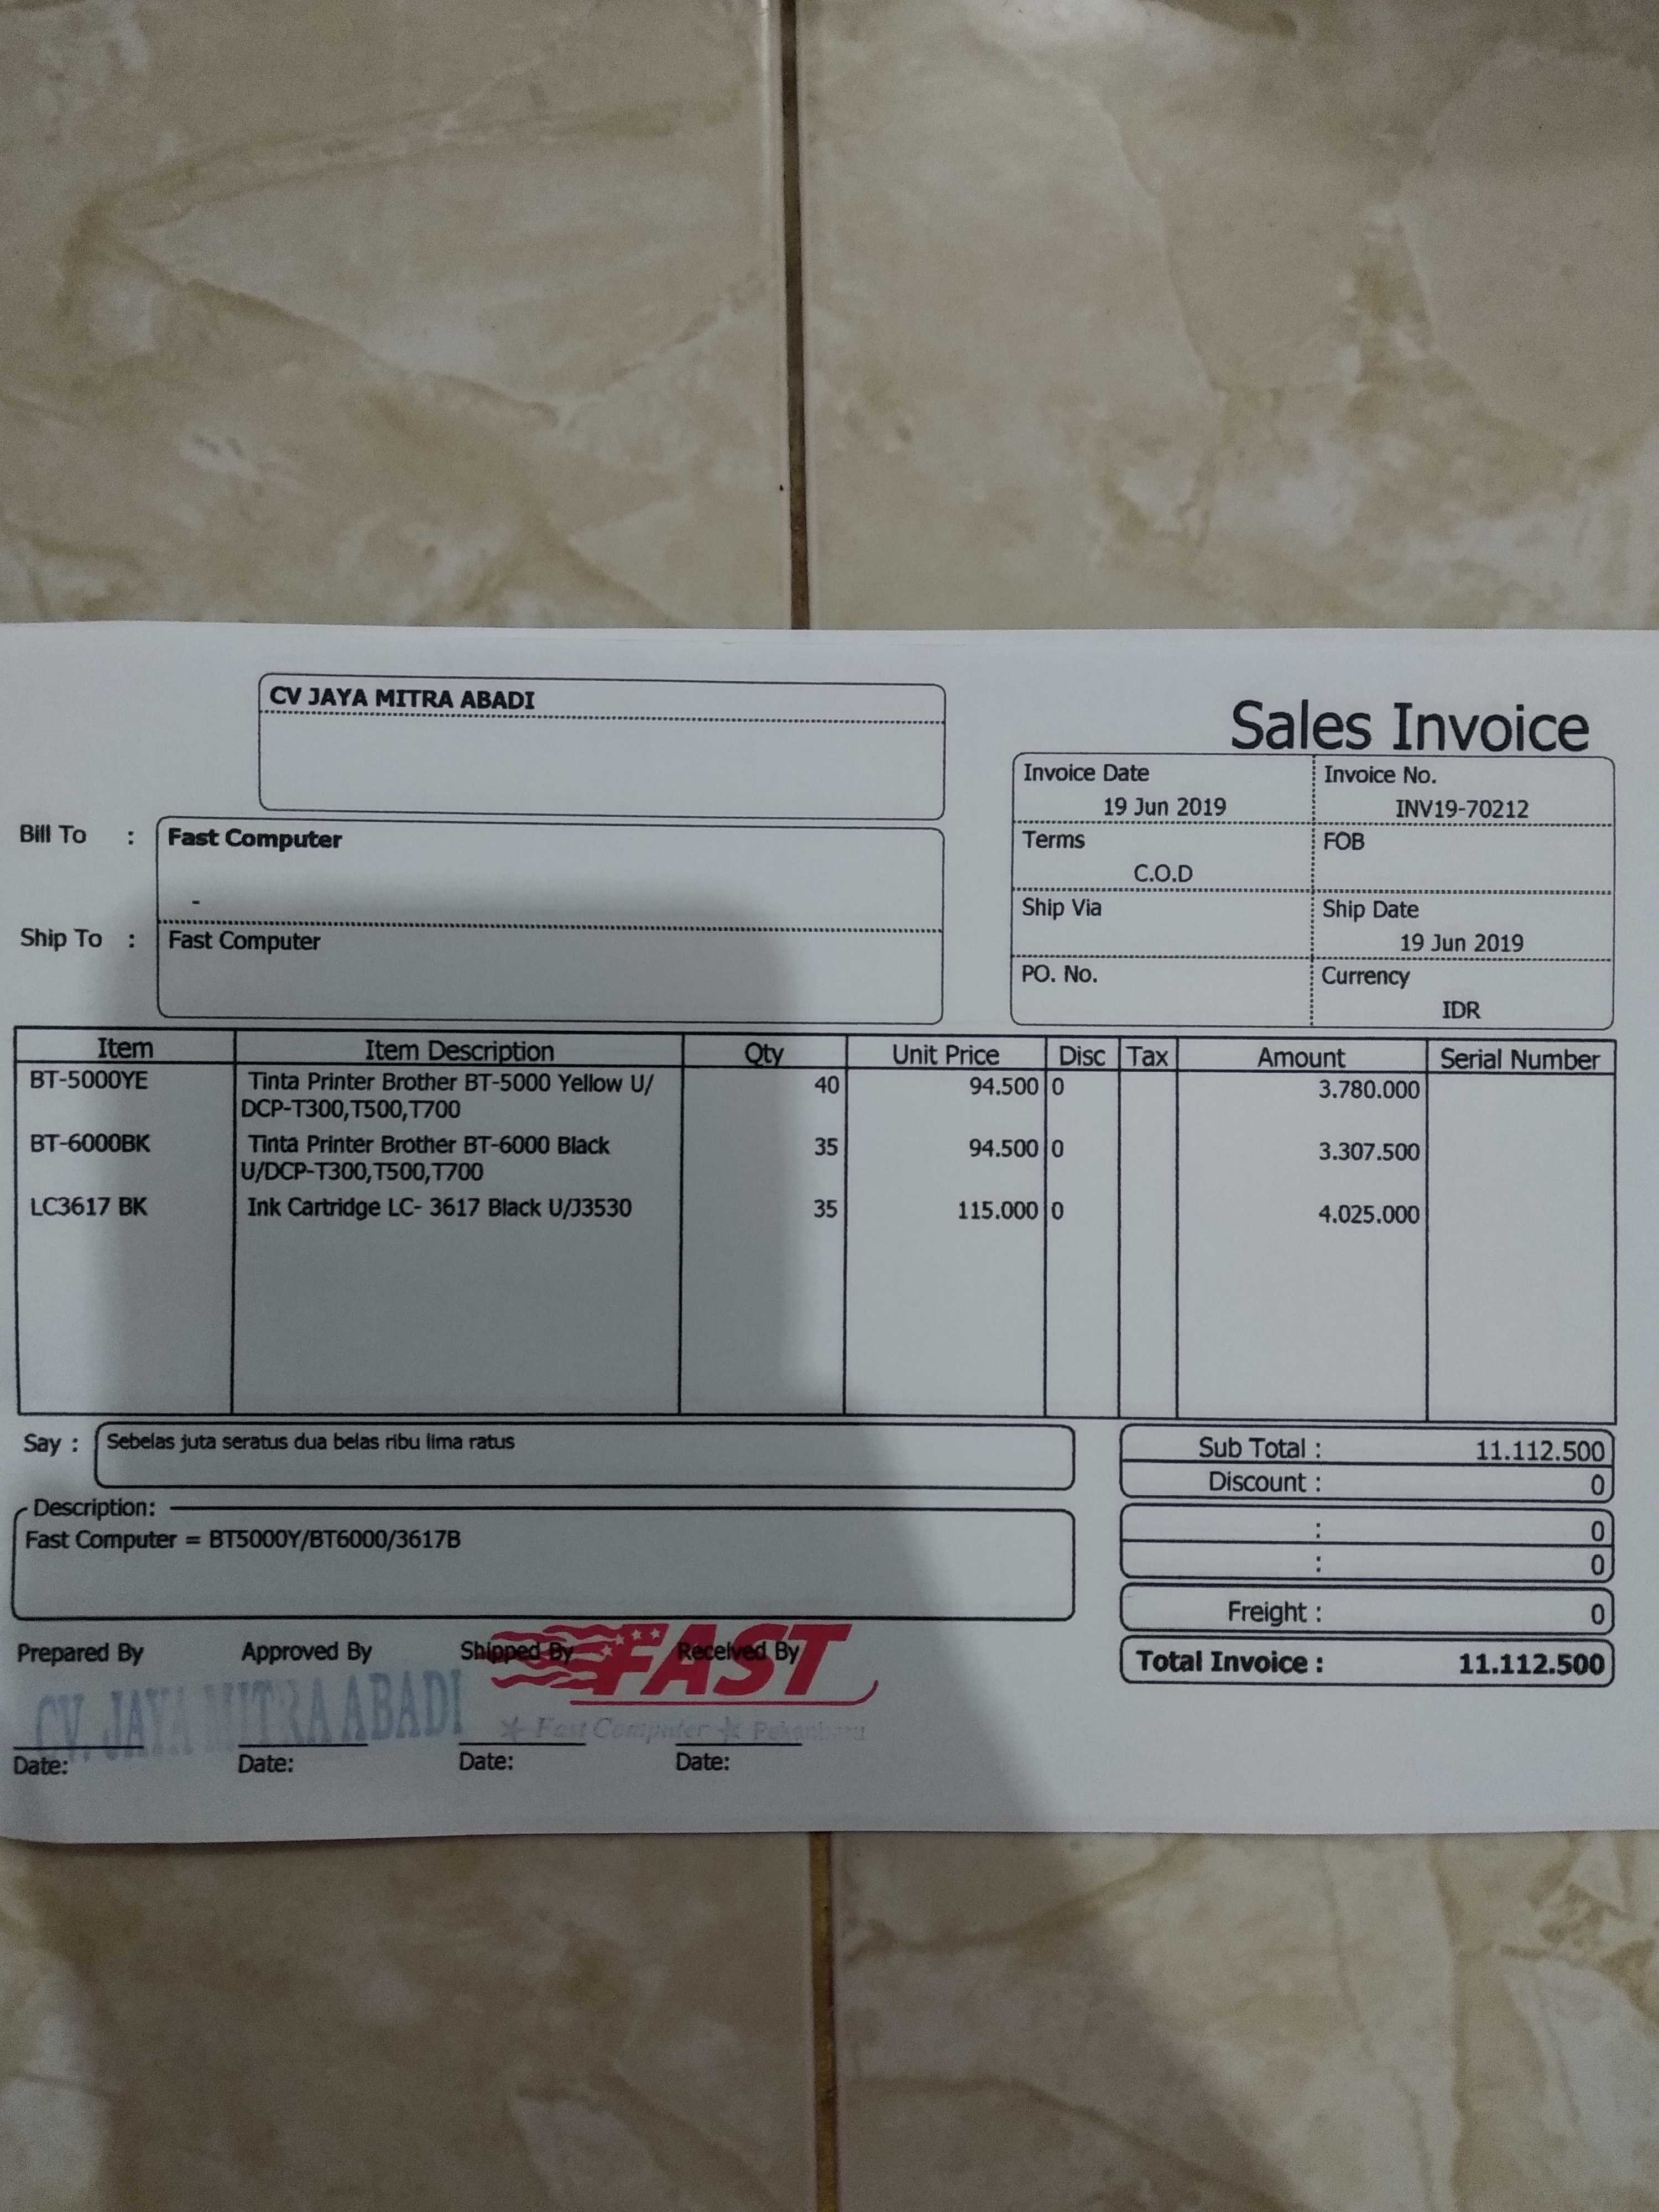 CV JAYA MITRA ABADI
Sales Invoice
Invoice Date
19 Jun 2019
Invoice No.
INV19-70212
Terms
C.O.D
FOB
Ship Via
Ship Date
19 Jun 2019
PO. No.
Currency
IDR
Bill To :
Fast Computer
-
Ship To :
Fast Computer
Item Item Description Qty Unit Price Disc Tax Amount Serial Number
BT-5000YE Tinta Printer Brother BT-5000 Yellow U/ 40 94.500 0 3.780.000
DCP-T300,T500,T700
BT-6000BK Tinta Printer Brother BT-6000 Black 35 94.500 0 3.307.500
U/DCP-T300,T500,T700
LC3617 BK Ink Cartridge LC- 3617 Black U/J3530 35 115.000 0 4.025.000
Say : Sebelas juta seratus dua belas ribu lima ratus
Sub Total : 11.112.500
Discount : 0
: 0
: 0
Freight : 0
Total Invoice : 11.112.500
Description:
Fast Computer = BT5000Y/BT6000/3617B
Prepared By Approved By Shipped By Received By
FAST
CV. JAYA MITRA ABADI
Fast Computer Pekanbaru
Date: Date: Date: Date: